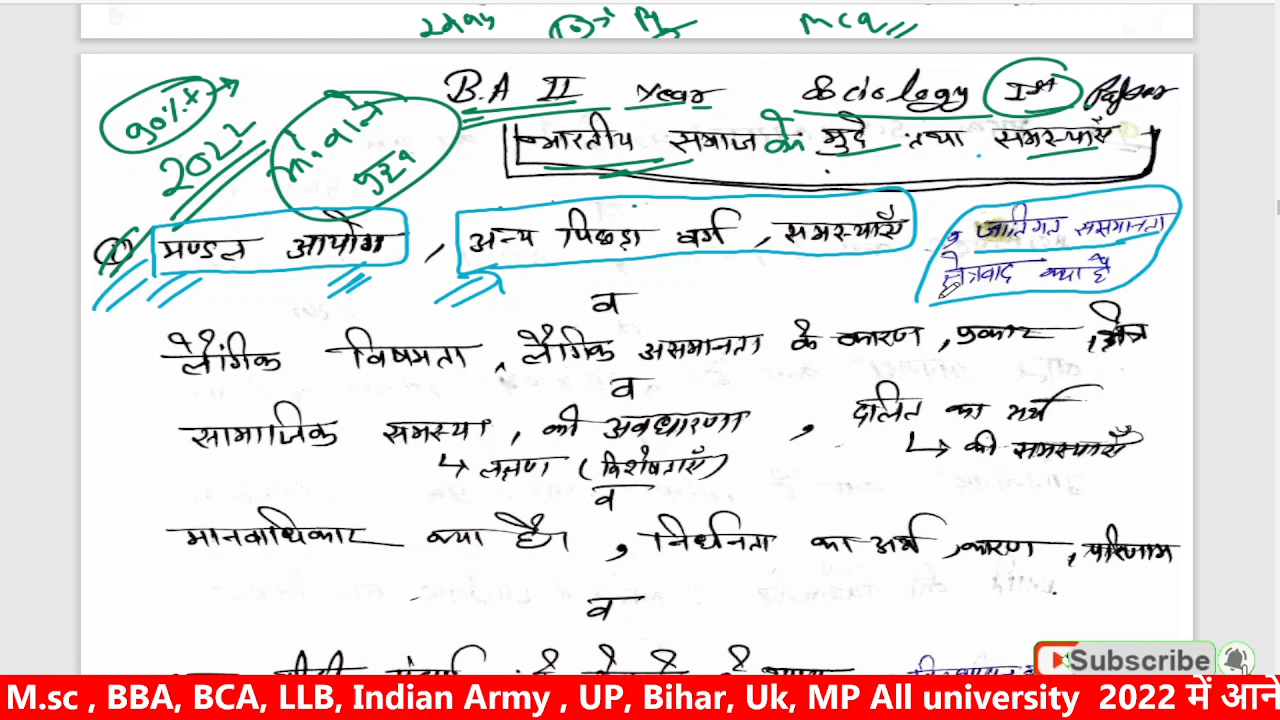 2day MCQ
90%+ B.A II Year Sociology Ist Paper
2022
भारतीय समाज के मुद्दे तथा समस्याएँ
मण्डल आयोग , अन्य पिछड़ा वर्ग , समस्याएँ , जातिगत असमानता
क्षेत्रवाद क्या है
व
लैंगिक विषमता , लैंगिक असमानता के कारण , प्रकार , क्षेत्र
व
सामाजिक समस्या , की अवधारणा , दलित का अर्थ
↳ लक्षण (विशेषताएँ) ↳ की समस्याएँ
व
मानवाधिकार क्या है। , निर्धनता का अर्थ , कारण , परिणाम
व
Subscribe
M.sc , BBA, BCA, LLB, Indian Army , UP, Bihar, Uk, MP All university 2022 में आने